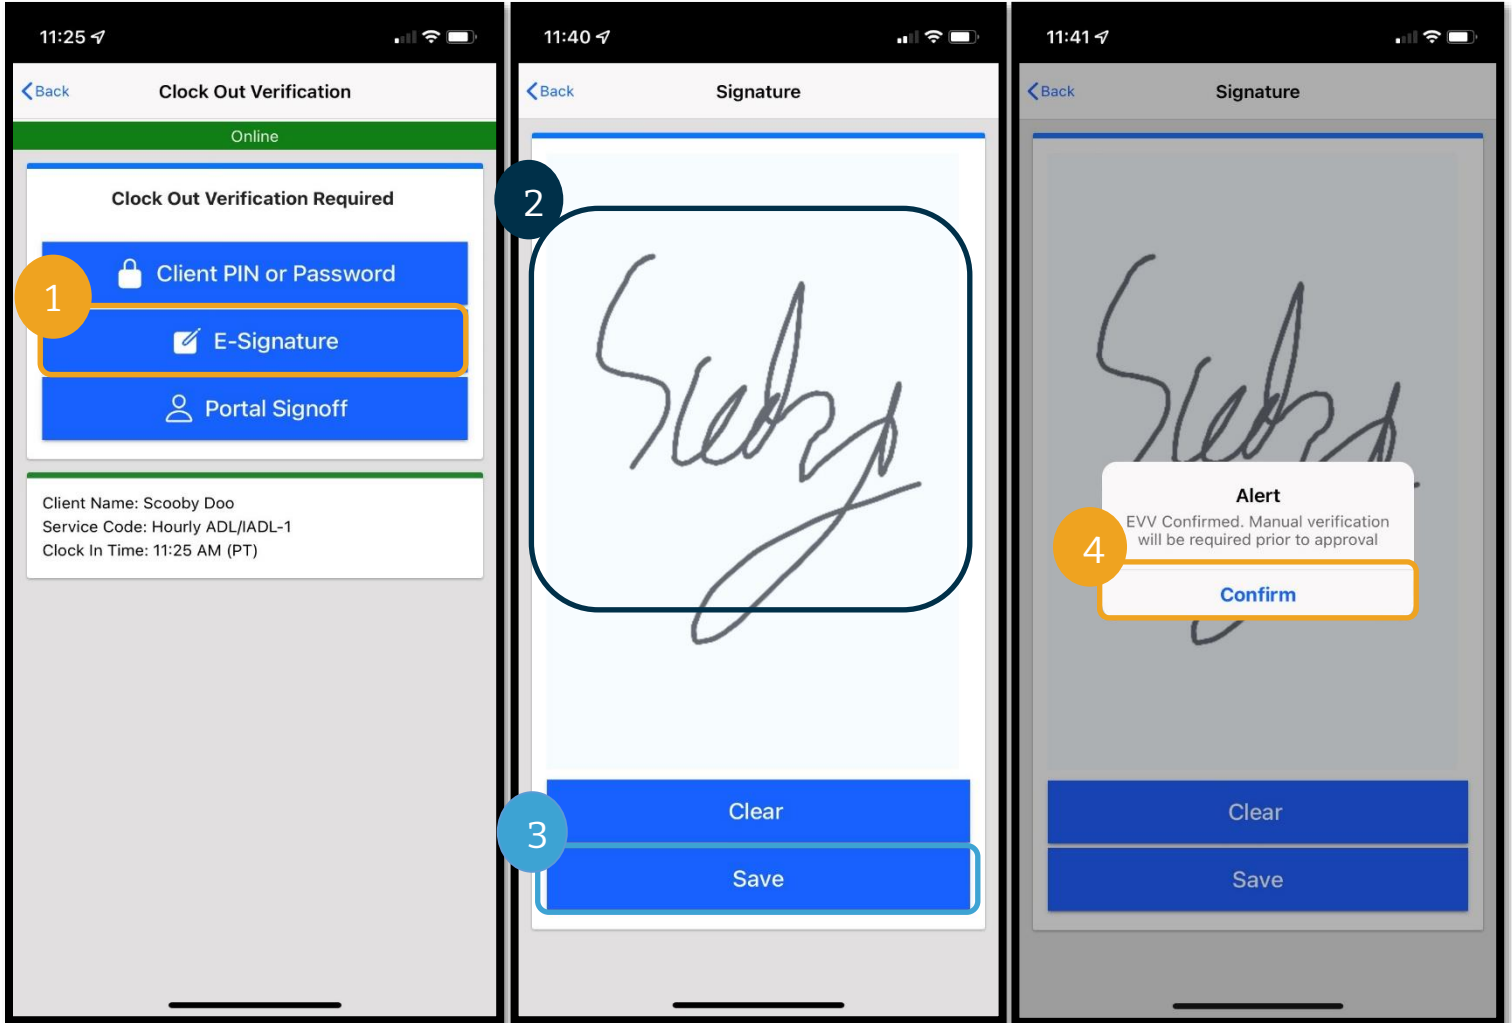 11:25
Back
Clock Out Verification
Online
Clock Out Verification Required
Client PIN or Password
1
E-Signature
Portal Signoff
Client Name: Scooby Doo
Service Code: Hourly ADL/IADL-1
Clock In Time: 11:25 AM (PT)
11:40
Back
Signature
2
Scooby
Clear
3
Save
11:41
Back
Signature
Alert
EVV Confirmed. Manual verification
will be required prior to approval
4
Confirm
Clear
Save